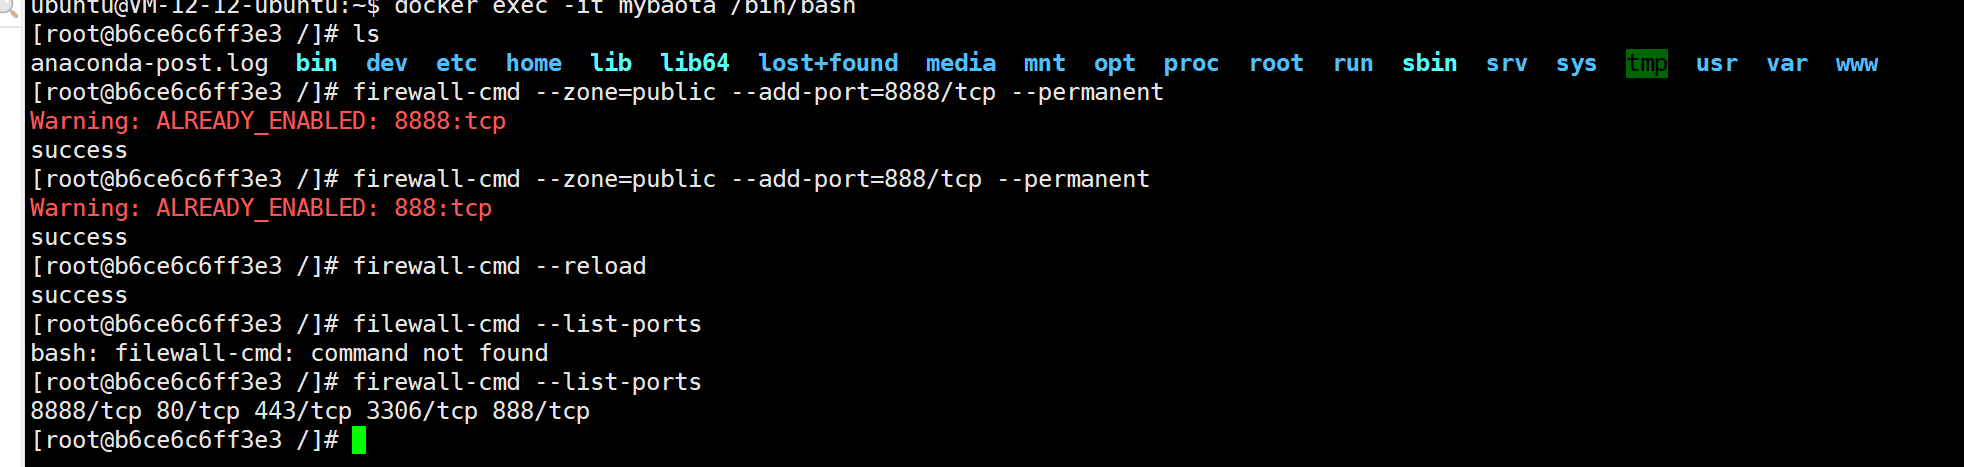 ubuntu@VM-12-12-ubuntu:~$ docker exec -it mybaota /bin/bash
[root@b6ce6c6ff3e3 /]# ls
anaconda-post.log  bin  dev  etc  home  lib  lib64  lost+found  media  mnt  opt  proc  root  run  sbin  srv  sys  tmp  usr  var  www
[root@b6ce6c6ff3e3 /]# firewall-cmd --zone=public --add-port=8888/tcp --permanent
Warning: ALREADY_ENABLED: 8888:tcp
success
[root@b6ce6c6ff3e3 /]# firewall-cmd --zone=public --add-port=888/tcp --permanent
Warning: ALREADY_ENABLED: 888:tcp
success
[root@b6ce6c6ff3e3 /]# firewall-cmd --reload
success
[root@b6ce6c6ff3e3 /]# filewall-cmd --list-ports
bash: filewall-cmd: command not found
[root@b6ce6c6ff3e3 /]# firewall-cmd --list-ports
8888/tcp 80/tcp 443/tcp 3306/tcp 888/tcp
[root@b6ce6c6ff3e3 /]#